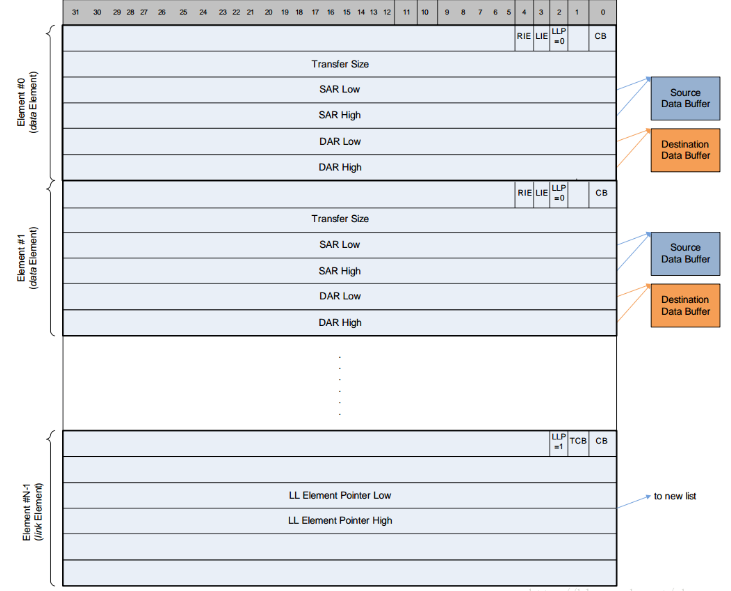 31 30 29 28 27 26 25 24 23 22 21 20 19 18 17 16 15 14 13 12 11 10 9 8 7 6 5 4 3 2 1 0
Element #0
(data Element)
RIE LIE LLP =0 CB
Transfer Size
SAR Low
SAR High
DAR Low
DAR High
Source
Data Buffer
Destination
Data Buffer
Element #1
(data Element)
RIE LIE LLP =0 CB
Transfer Size
SAR Low
SAR High
DAR Low
DAR High
Source
Data Buffer
Destination
Data Buffer
Element #N-1
(link Element)
LLP =1 TCB CB
LL Element Pointer Low
LL Element Pointer High
to new list